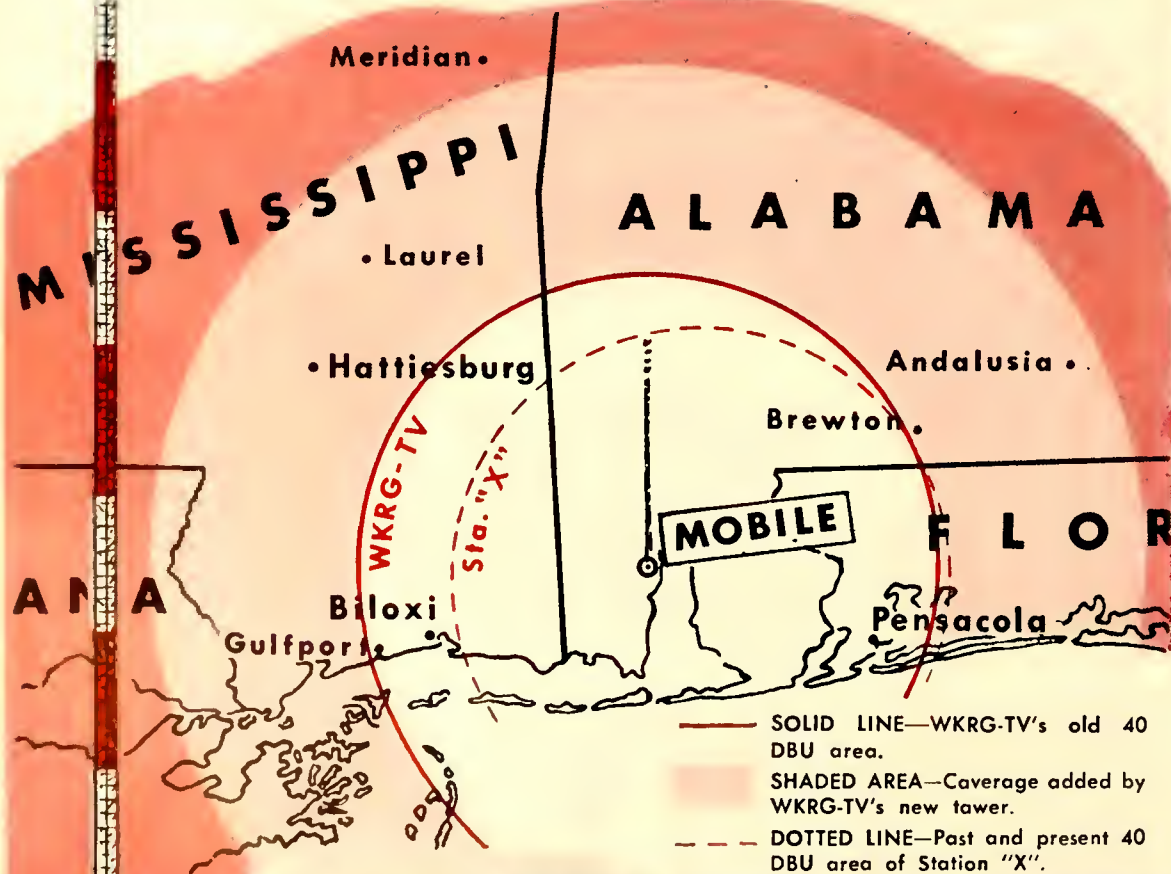 Meridian
MISSISSIPPI
ALABAMA
Laurel
Hattiesburg
Andalusia
Brewton
WKRG-TV
Sta. "X"
MOBILE
FLOR
ANA
Biloxi
Pensacola
Gulfport
SOLID LINE—WKRG-TV's old 40
DBU area.
SHADED AREA—Coverage added by
WKRG-TV's new tawer.
DOTTED LINE—Past and present 40
DBU area of Station "X".